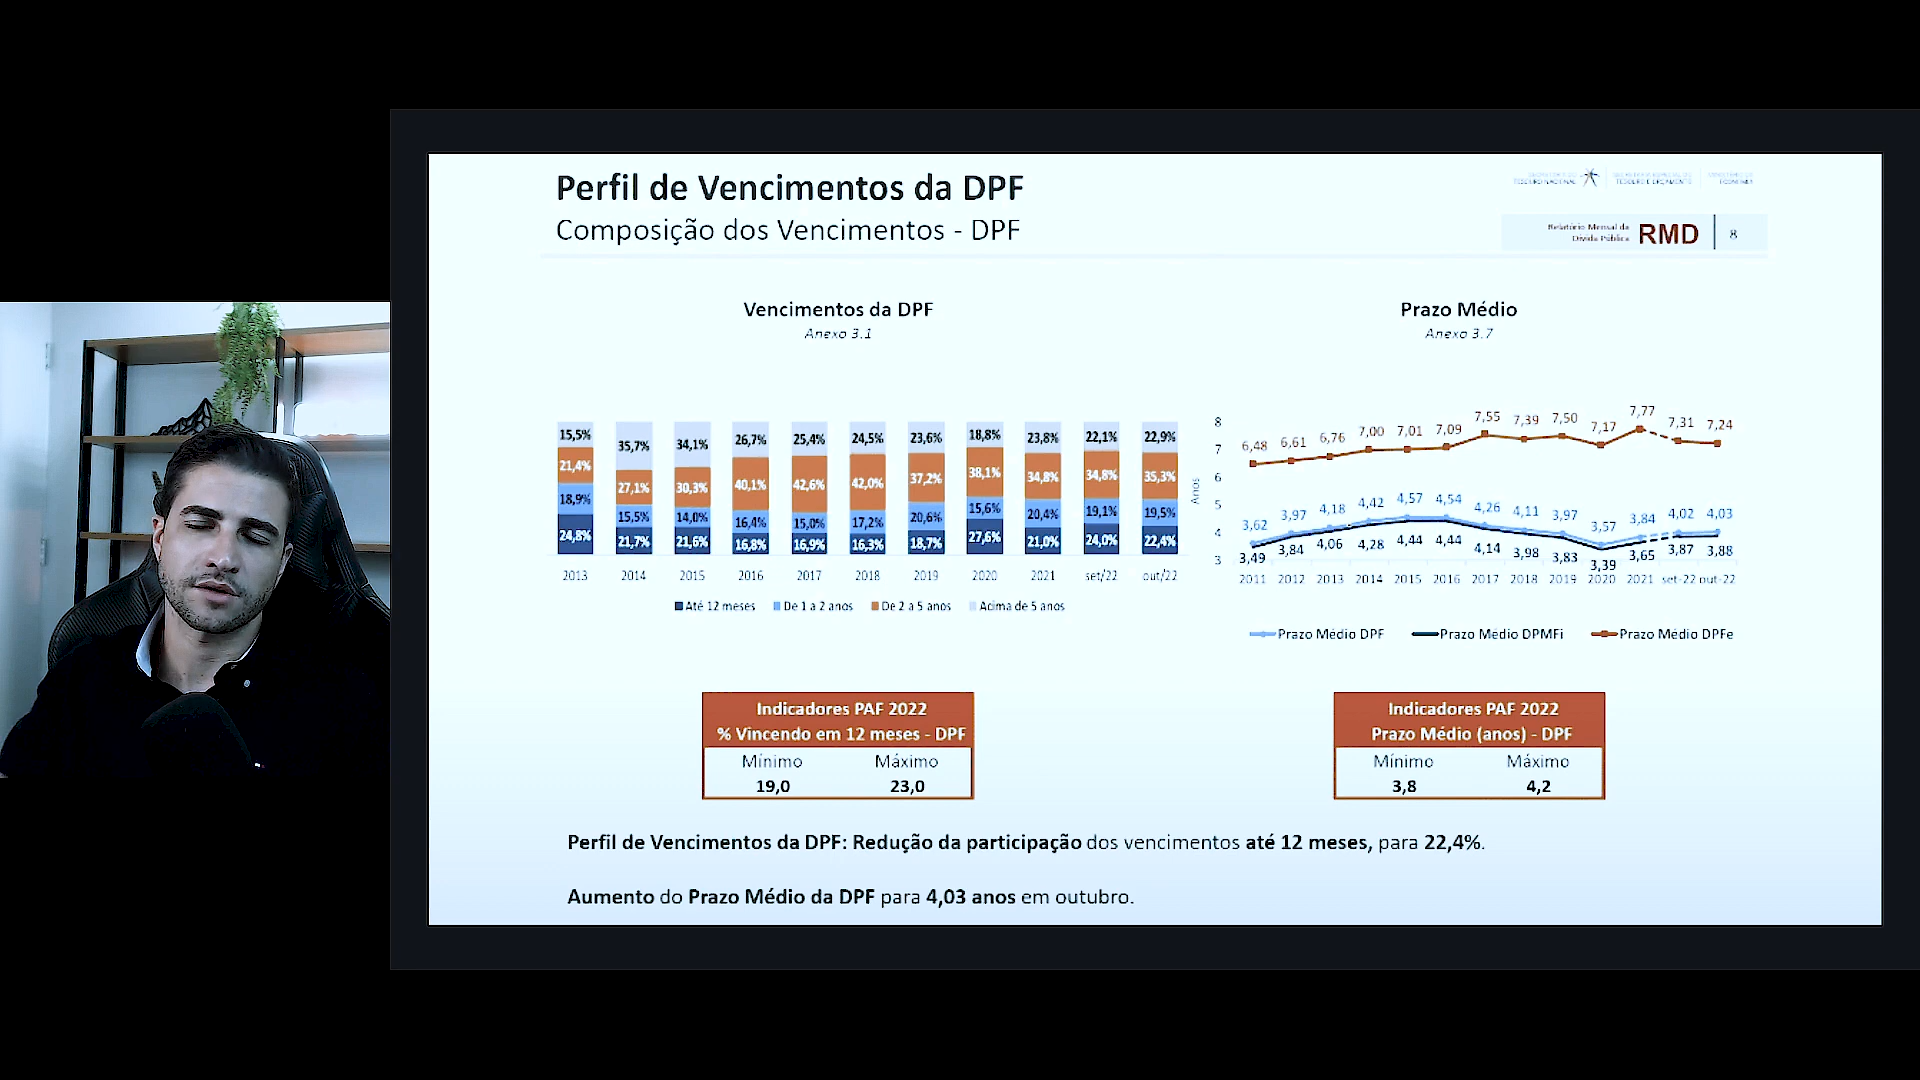 Perfil de Vencimentos da DPF
Composição dos Vencimentos - DPF
TESOURO NACIONAL
TESOURO E ORÇAMENTO
ECONOMIA
Relatório Mensal da
Dívida Pública
RMD
8
Vencimentos da DPF
Anexo 3.1
15,5% 35,7% 34,1% 26,7% 25,4% 24,5% 23,6% 18,8% 23,8% 22,1% 22,9%
21,4% 27,1% 30,3% 40,1% 42,6% 42,0% 37,2% 38,1% 34,8% 34,8% 35,3%
18,9% 15,5% 14,0% 16,4% 15,0% 17,2% 20,6% 15,6% 20,4% 19,1% 19,5%
24,8% 21,7% 21,6% 16,8% 16,9% 16,3% 18,7% 27,6% 21,0% 24,0% 22,4%
2013 2014 2015 2016 2017 2018 2019 2020 2021 set/22 out/22
Até 12 meses De 1 a 2 anos De 2 a 5 anos Acima de 5 anos
Prazo Médio
Anexo 3.7
Anos
8
7
6
5
4
3
6,48 6,61 6,76 7,00 7,01 7,09 7,55 7,39 7,50 7,17 7,77 7,31 7,24
3,62 3,97 4,18 4,42 4,57 4,54 4,26 4,11 3,97 3,57 3,84 4,02 4,03
3,49 3,84 4,06 4,28 4,44 4,44 4,14 3,98 3,83 3,39 3,65 3,87 3,88
2011 2012 2013 2014 2015 2016 2017 2018 2019 2020 2021 set-22 out-22
Prazo Médio DPF Prazo Médio DPMFi Prazo Médio DPFe
Indicadores PAF 2022
% Vincendo em 12 meses - DPF
Mínimo Máximo
19,0 23,0
Indicadores PAF 2022
Prazo Médio (anos) - DPF
Mínimo Máximo
3,8 4,2
Perfil de Vencimentos da DPF: Redução da participação dos vencimentos até 12 meses, para 22,4%.
Aumento do Prazo Médio da DPF para 4,03 anos em outubro.